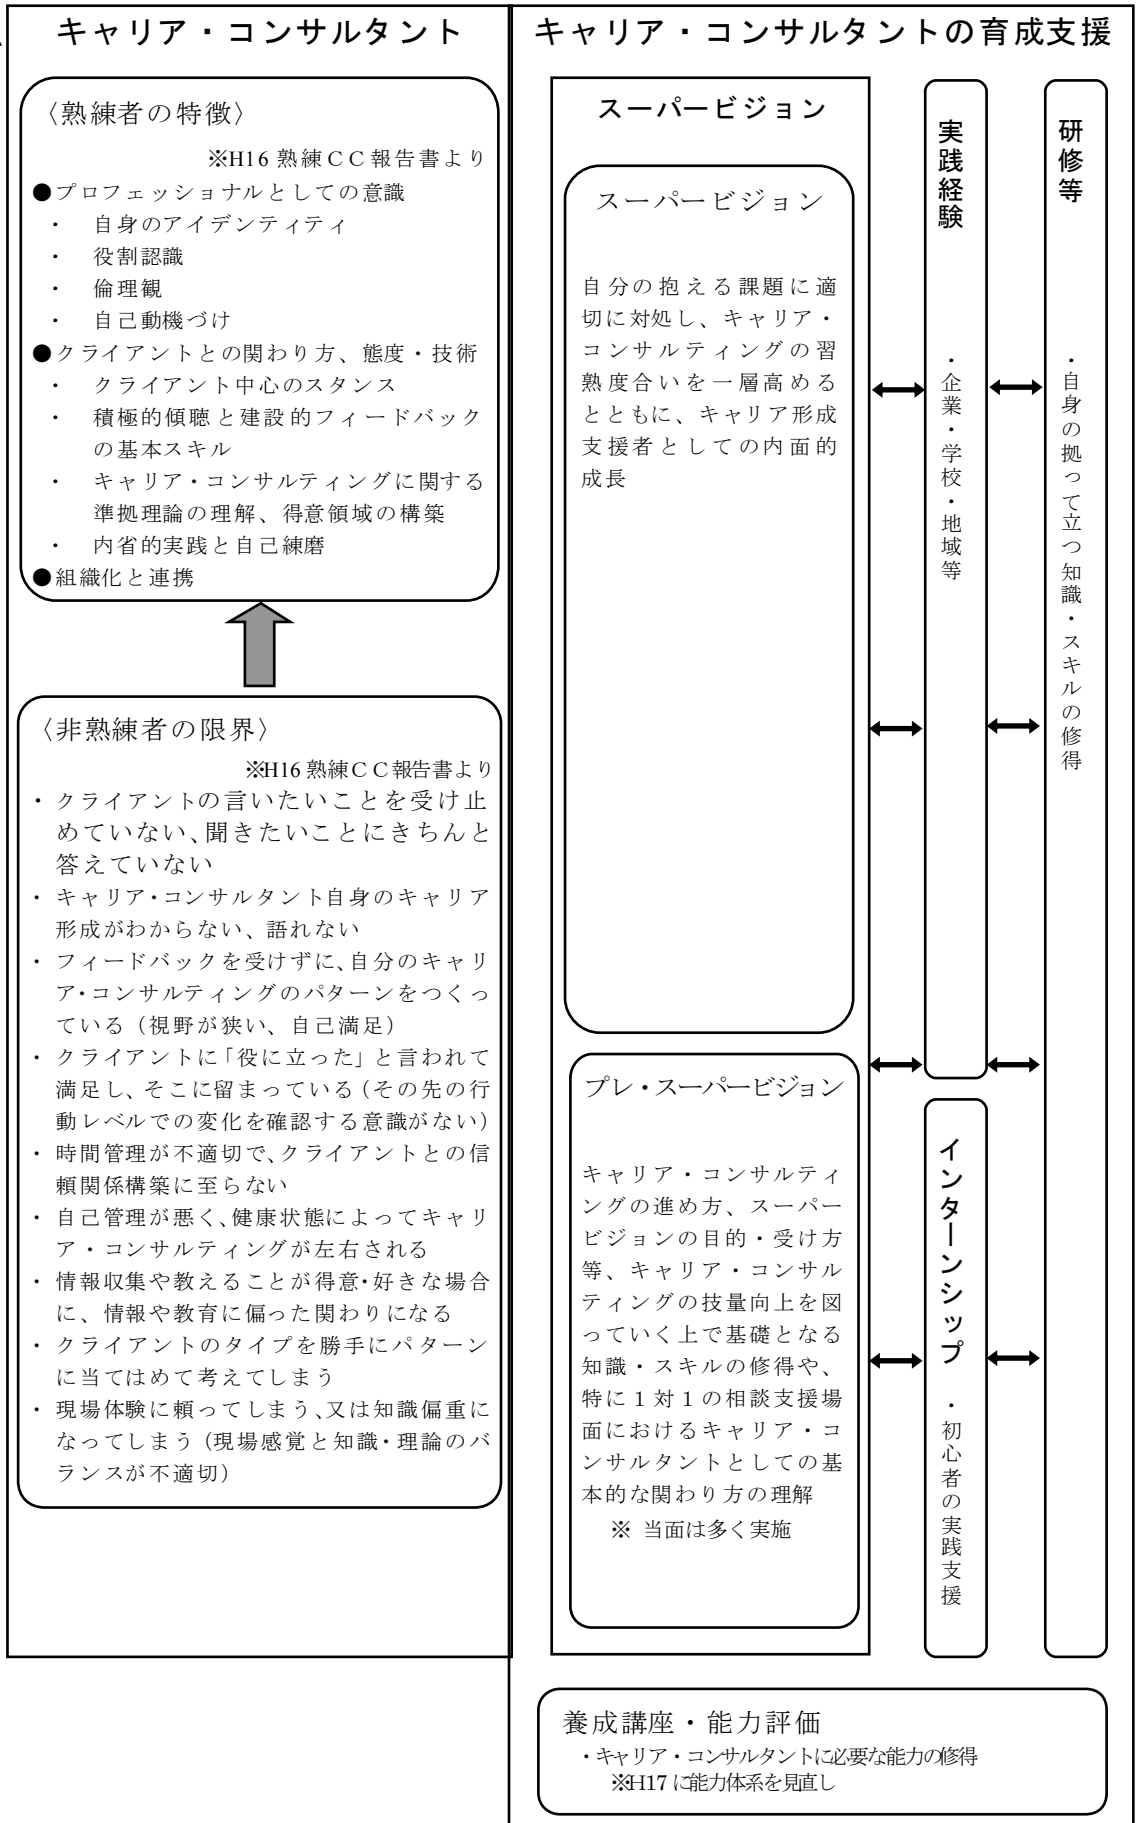 キャリア・コンサルタント
〈熟練者の特徴〉
※H16 熟練ＣＣ報告書より
●プロフェッショナルとしての意識
・ 自身のアイデンティティ
・ 役割認識
・ 倫理観
・ 自己動機づけ
●クライアントとの関わり方、態度・技術
・ クライアント中心のスタンス
・ 積極的傾聴と建設的フィードバック
の基本スキル
・ キャリア・コンサルティングに関する
準拠理論の理解、得意領域の構築
・ 内省的実践と自己練磨
●組織化と連携
〈非熟練者の限界〉
※H16 熟練ＣＣ報告書より
・クライアントの言いたいことを受け止
めていない、聞きたいことにきちんと
答えていない
・キャリア・コンサルタント自身のキャリア
形成がわからない、語れない
・フィードバックを受けずに、自分のキャリ
ア・コンサルティングのパターンをつくっ
ている（視野が狭い、自己満足）
・クライアントに「役に立った」と言われて
満足し、そこに留まっている（その先の行
動レベルでの変化を確認する意識がない）
・時間管理が不適切で、クライアントとの信
頼関係構築に至らない
・自己管理が悪く、健康状態によってキャリ
ア・コンサルティングが左右される
・情報収集や教えることが得意・好きな場合
に、情報や教育に偏った関わりになる
・クライアントのタイプを勝手にパターン
に当てはめて考えてしまう
・現場体験に頼ってしまう、又は知識偏重に
なってしまう（現場感覚と知識・理論のバ
ランスが不適切）
キャリア・コンサルタントの育成支援
スーパービジョン
スーパービジョン
自分の抱える課題に適
切に対処し、キャリア・
コンサルティングの習
熟度合いを一層高める
とともに、キャリア形成
支援者としての内面的
成長
プレ・スーパービジョン
キャリア・コンサルティ
ングの進め方、スーパー
ビジョンの目的・受け方
等、キャリア・コンサル
ティングの技量向上を図
っていく上で基礎となる
知識・スキルの修得や、
特に１対１の相談支援場
面におけるキャリア・コ
ンサルタントとしての基
本的な関わり方の理解
※ 当面は多く実施
実践経験
・企業・学校・地域等
インターンシップ
・初心者の実践支援
研修等
・自身の拠って立つ知識・スキルの修得
養成講座・能力評価
・キャリア・コンサルタントに必要な能力の修得
※H17 に能力体系を見直し